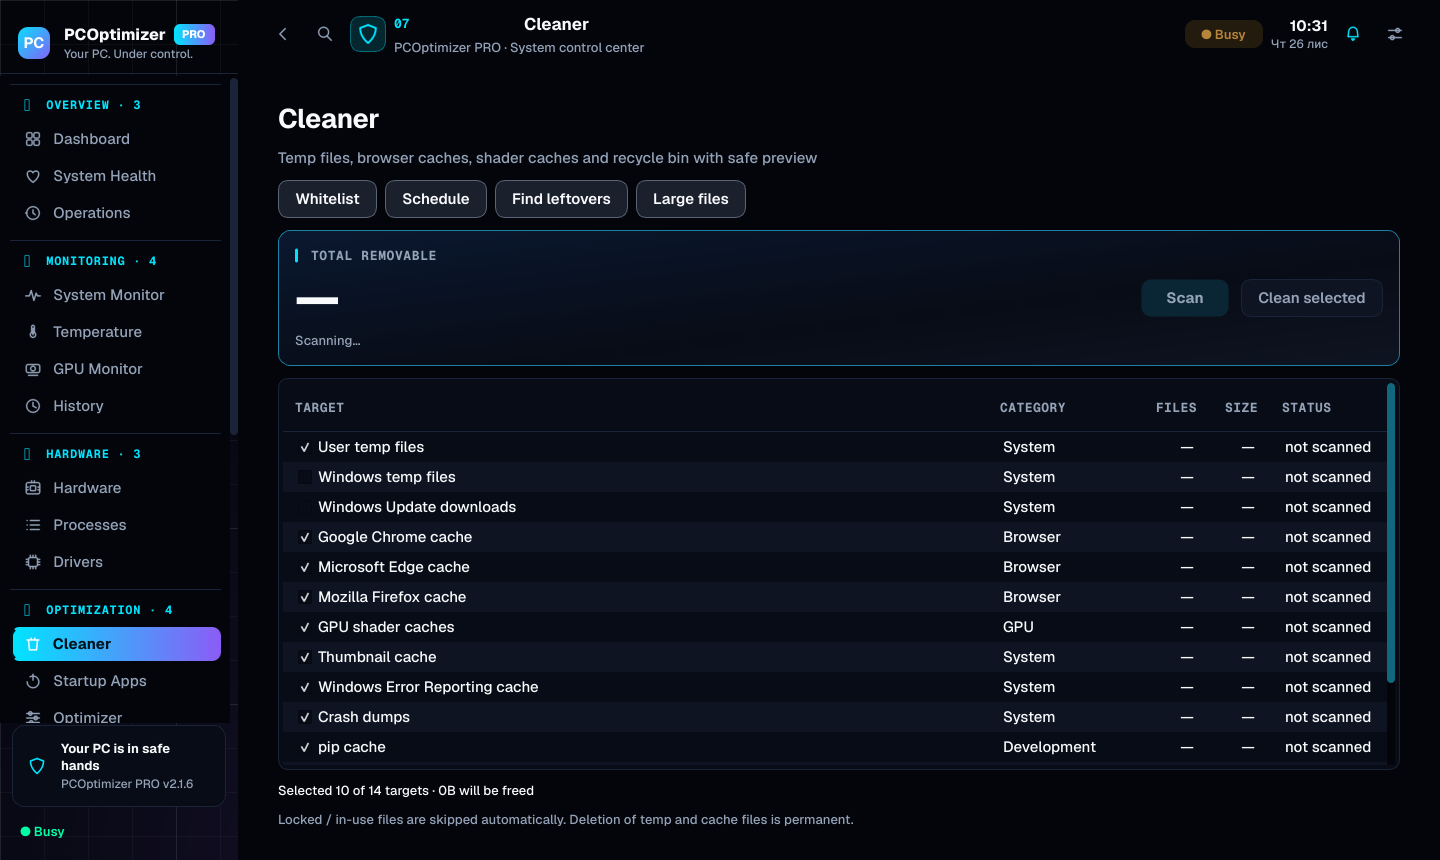 PC
PCOptimizer PRO
Your PC. Under control.
OVERVIEW · 3
Dashboard
System Health
Operations
MONITORING · 4
System Monitor
Temperature
GPU Monitor
History
HARDWARE · 3
Hardware
Processes
Drivers
OPTIMIZATION · 4
Cleaner
Startup Apps
Optimizer
Your PC is in safe
hands
PCOptimizer PRO v2.1.6
Busy
07
Cleaner
PCOptimizer PRO · System control center
Busy
10:31
Чт 26 лис
Cleaner
Temp files, browser caches, shader caches and recycle bin with safe preview
Whitelist Schedule Find leftovers Large files
TOTAL REMOVABLE
—
Scan Clean selected
Scanning…
TARGET CATEGORY FILES SIZE STATUS
User temp files System — — not scanned
Windows temp files System — — not scanned
Windows Update downloads System — — not scanned
Google Chrome cache Browser — — not scanned
Microsoft Edge cache Browser — — not scanned
Mozilla Firefox cache Browser — — not scanned
GPU shader caches GPU — — not scanned
Thumbnail cache System — — not scanned
Windows Error Reporting cache System — — not scanned
Crash dumps System — — not scanned
pip cache Development — — not scanned
Selected 10 of 14 targets · 0B will be freed
Locked / in-use files are skipped automatically. Deletion of temp and cache files is permanent.